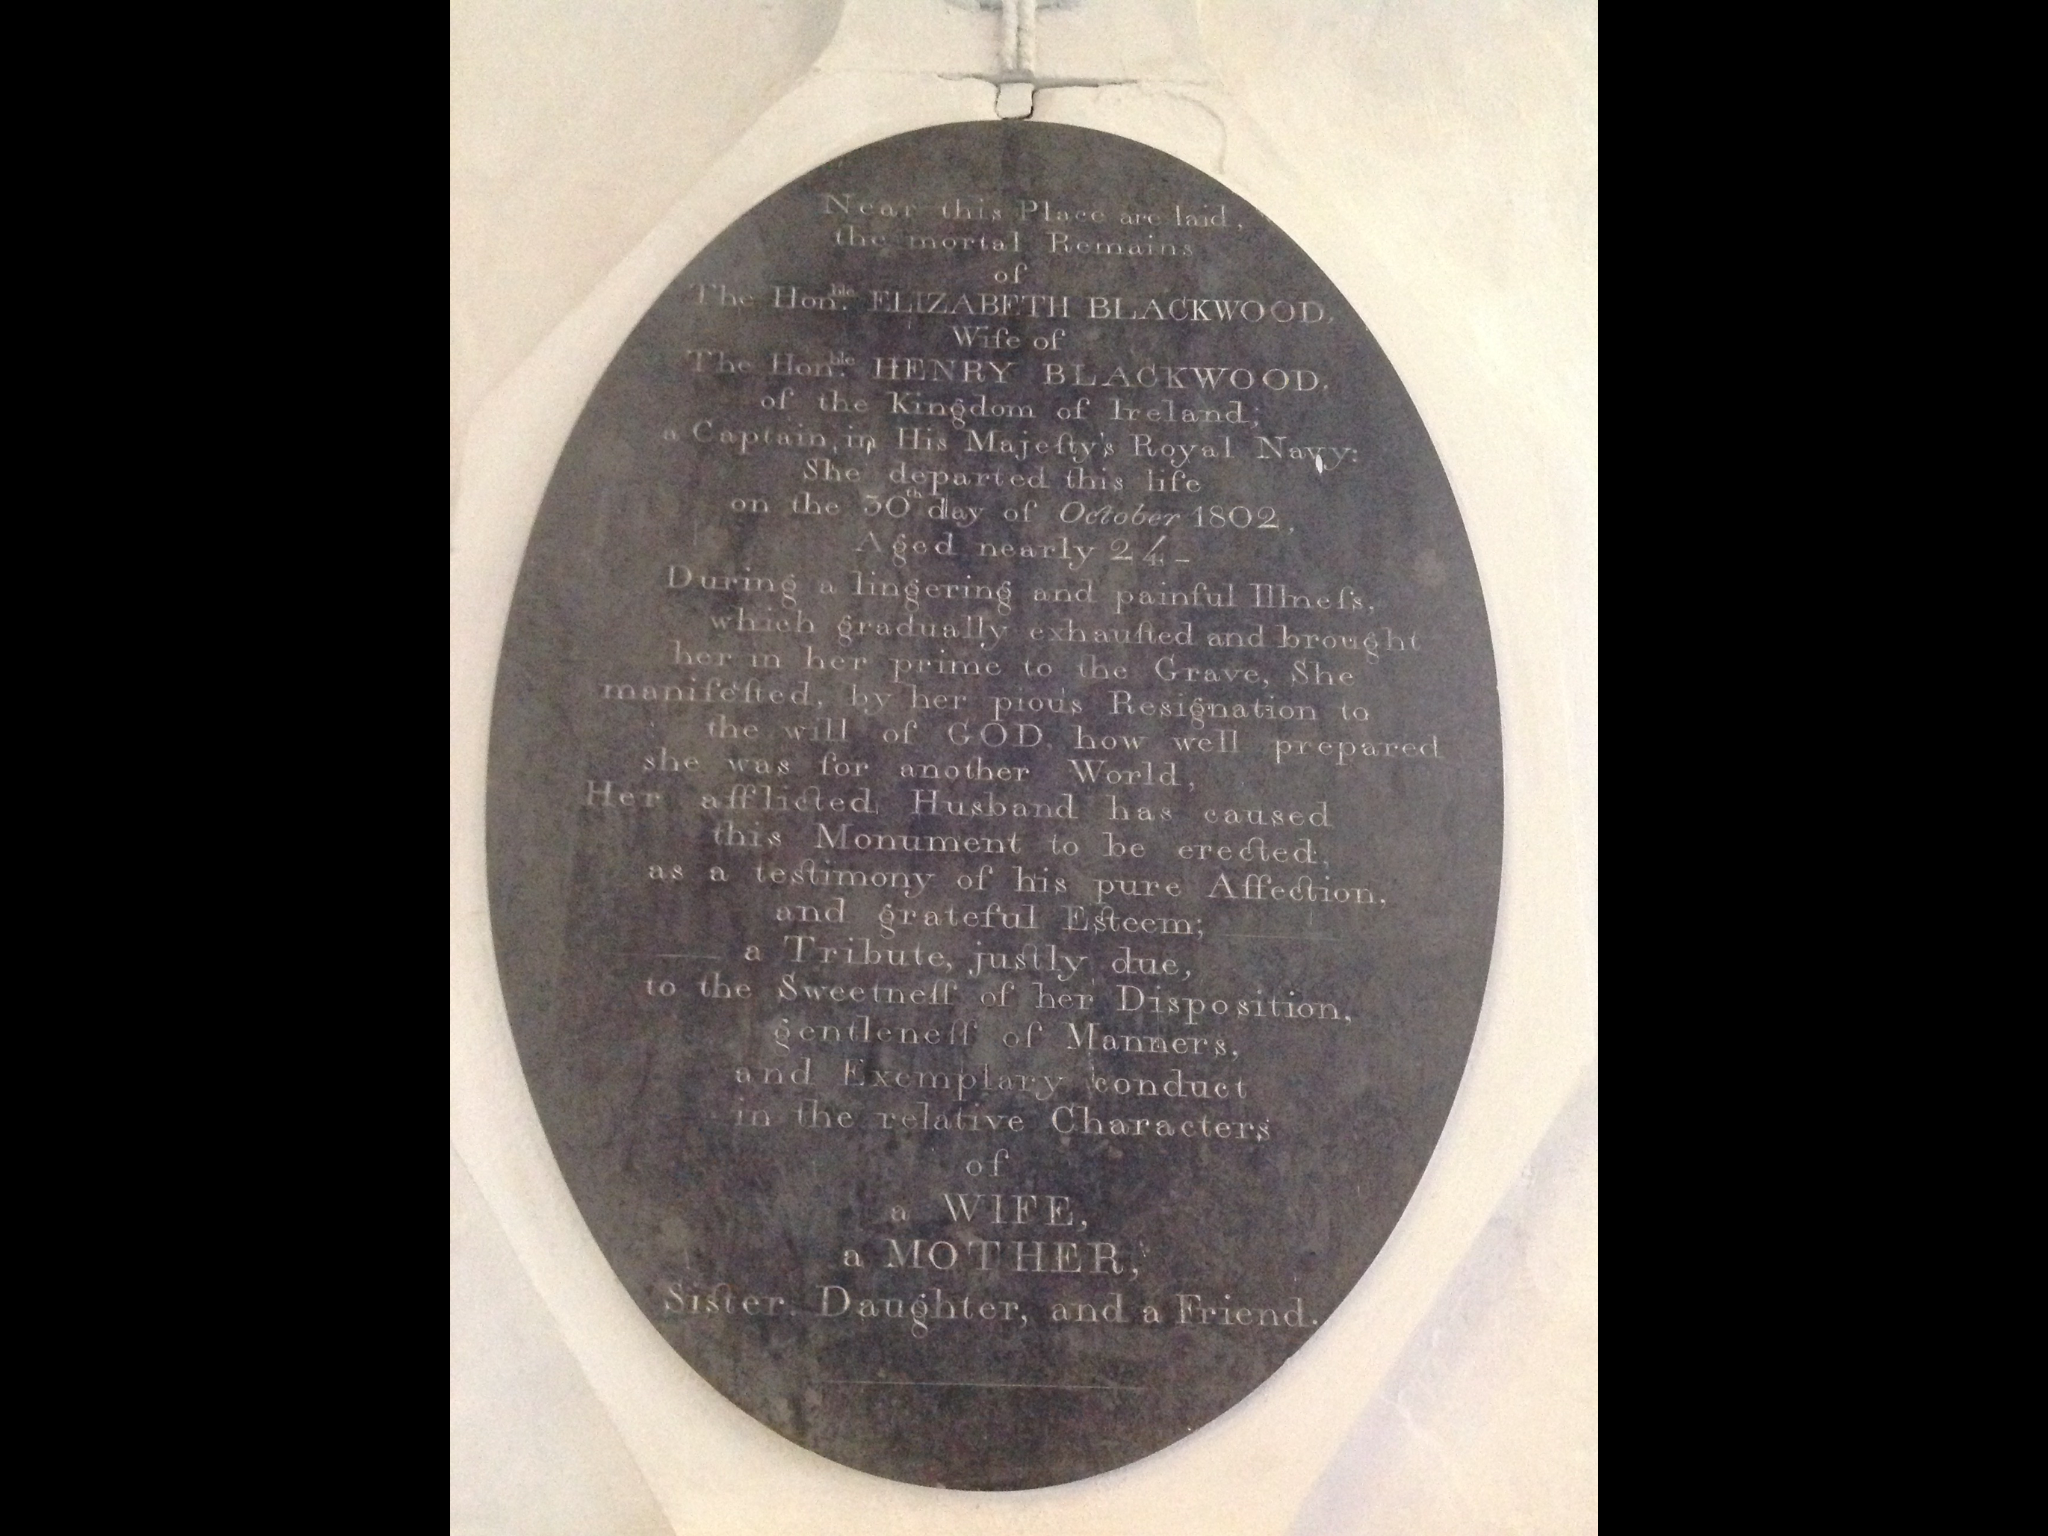 Near this Place are laid,
the mortal Remains
of
The Hon.ble ELIZABETH BLACKWOOD,
Wife of
The Hon.ble HENRY BLACKWOOD,
of the Kingdom of Ireland;
a Captain, in His Majeſty's Royal Navy:
She departed this life
on the 30th day of October 1802,
Aged nearly 24_
During a lingering and painful Illneſs,
which gradually exhauſted and brought
her in her prime to the Grave, She
manifeſted, by her pious Resignation to
the will of GOD, how well prepared
she was for another World,
Her afflicted Husband has caused
this Monument to be erected,
as a teſtimony of his pure Affection,
and grateful Eſteem;
— a Tribute, juſtly due,
to the Sweetneſſ of her Disposition,
gentleneſſ of Manners,
and Exemplary conduct
in the relative Characters
of
a WIFE,
a MOTHER,
Siſter, Daughter, and a Friend.